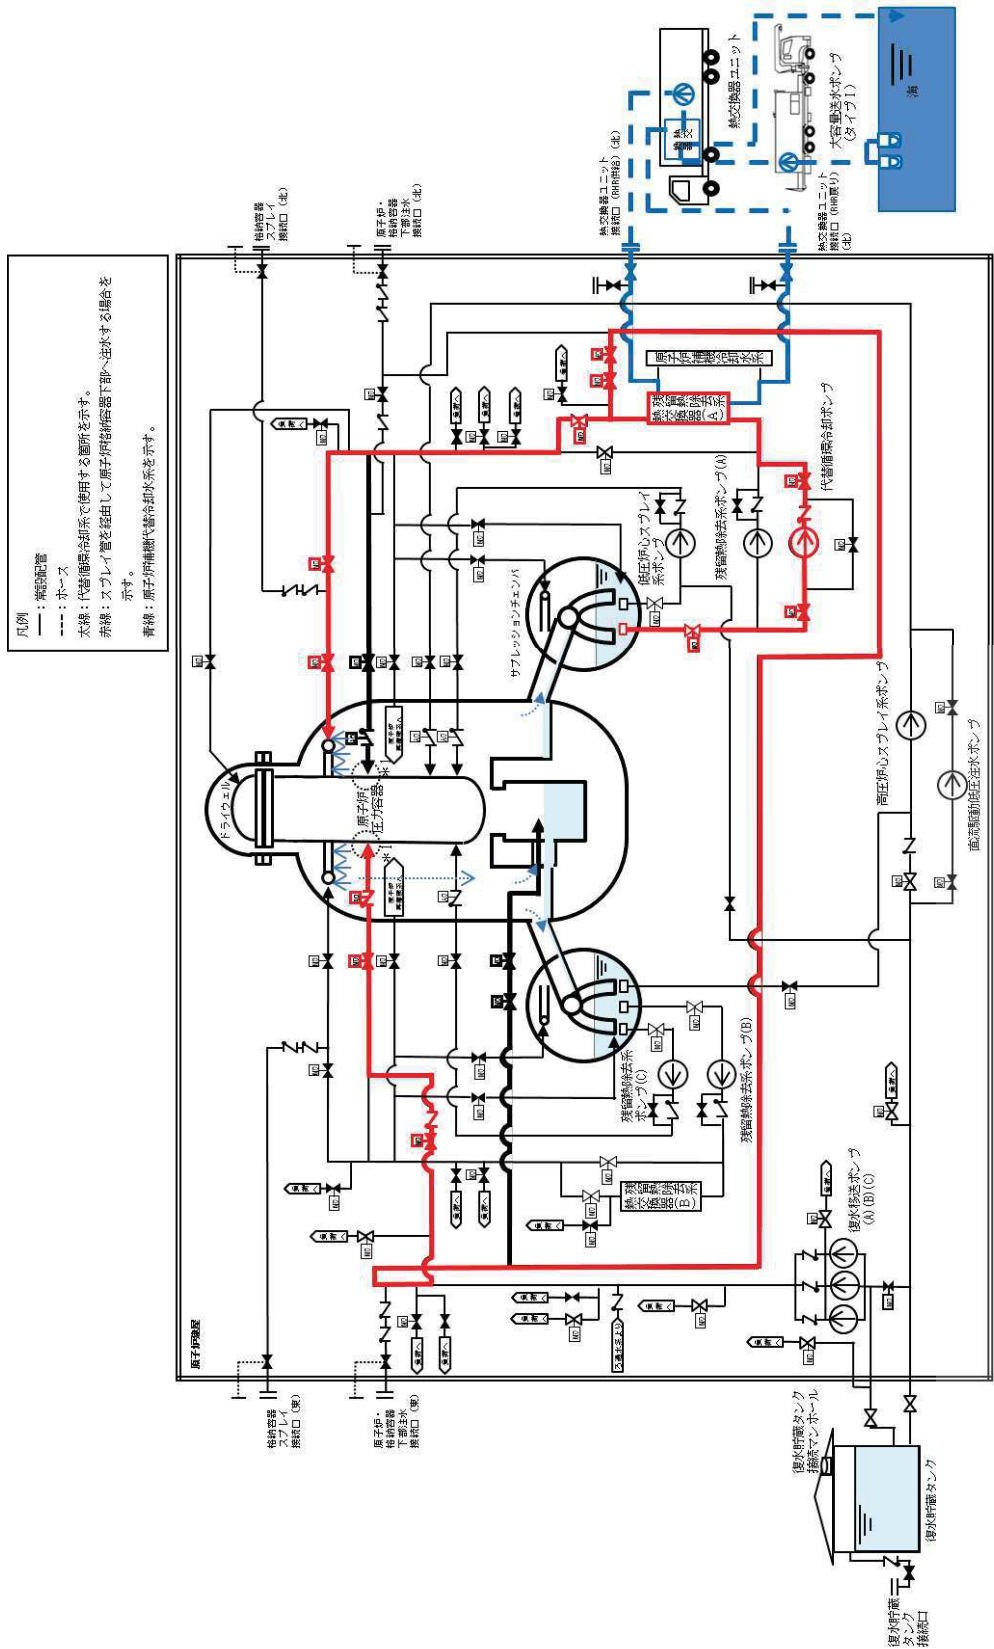 凡例
━ : 常設配管
--- : ホース
太線 : 代替循環冷却系で使用する箇所を示す。
赤線 : スプレイ管を経由して原子炉格納容器下部へ注水する場合を
示す。
青線 : 原子炉補機代替冷却水系を示す。
原子炉建屋
格納容器
スプレイ
接続口（北）
原子炉・
格納容器
下部注水
接続口（北）
熱交換器ユニット
接続口（RHR供給）（北）
熱交換器ユニット
接続口（RHR戻り）
（北）
熱交換器ユニット
熱交
換器
大容量送水ポンプ
（タイプⅠ）
海
原子炉補機冷却水系
残留熱除去系
熱交換器（A）
代替循環冷却ポンプ
残留熱除去系ポンプ(A)
低圧炉心スプレイ
系ポンプ
サプレッションチェンバ
ドライウェル
原子炉
圧力容器
*1
*1
高圧炉心スプレイ系ポンプ
直流駆動低圧注水ポンプ
残留熱除去系
ポンプ(C)
残留熱除去系ポンプ(B)
残留熱除去系
熱交換器（B）
復水移送ポンプ
(A)(B)(C)
格納容器
スプレイ
接続口（東）
原子炉・
格納容器
下部注水
接続口（東）
復水貯蔵タンク
接続マンホール
復水貯蔵タンク
復水貯蔵
タンク
接続口